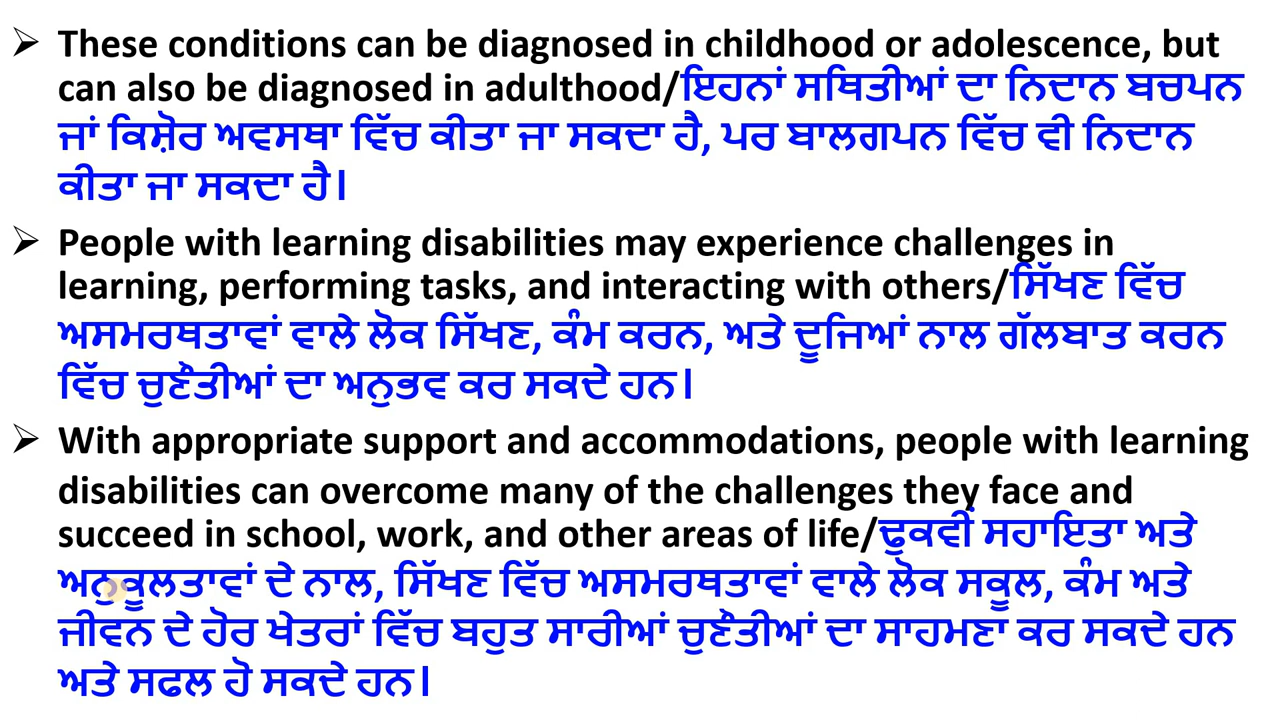 ➢ These conditions can be diagnosed in childhood or adolescence, but
can also be diagnosed in adulthood/ਇਹਨਾਂ ਸਥਿਤੀਆਂ ਦਾ ਨਿਦਾਨ ਬਚਪਨ
ਜਾਂ ਕਿਸ਼ੋਰ ਅਵਸਥਾ ਵਿੱਚ ਕੀਤਾ ਜਾ ਸਕਦਾ ਹੈ, ਪਰ ਬਾਲਗਪਨ ਵਿੱਚ ਵੀ ਨਿਦਾਨ
ਕੀਤਾ ਜਾ ਸਕਦਾ ਹੈ।
➢ People with learning disabilities may experience challenges in
learning, performing tasks, and interacting with others/ਸਿੱਖਣ ਵਿੱਚ
ਅਸਮਰਥਤਾਵਾਂ ਵਾਲੇ ਲੋਕ ਸਿੱਖਣ, ਕੰਮ ਕਰਨ, ਅਤੇ ਦੂਜਿਆਂ ਨਾਲ ਗੱਲਬਾਤ ਕਰਨ
ਵਿੱਚ ਚੁਣੌਤੀਆਂ ਦਾ ਅਨੁਭਵ ਕਰ ਸਕਦੇ ਹਨ।
➢ With appropriate support and accommodations, people with learning
disabilities can overcome many of the challenges they face and
succeed in school, work, and other areas of life/ਢੁਕਵੀਂ ਸਹਾਇਤਾ ਅਤੇ
ਅਨੁਕੂਲਤਾਵਾਂ ਦੇ ਨਾਲ, ਸਿੱਖਣ ਵਿੱਚ ਅਸਮਰਥਤਾਵਾਂ ਵਾਲੇ ਲੋਕ ਸਕੂਲ, ਕੰਮ ਅਤੇ
ਜੀਵਨ ਦੇ ਹੋਰ ਖੇਤਰਾਂ ਵਿੱਚ ਬਹੁਤ ਸਾਰੀਆਂ ਚੁਣੌਤੀਆਂ ਦਾ ਸਾਹਮਣਾ ਕਰ ਸਕਦੇ ਹਨ
ਅਤੇ ਸਫਲ ਹੋ ਸਕਦੇ ਹਨ।